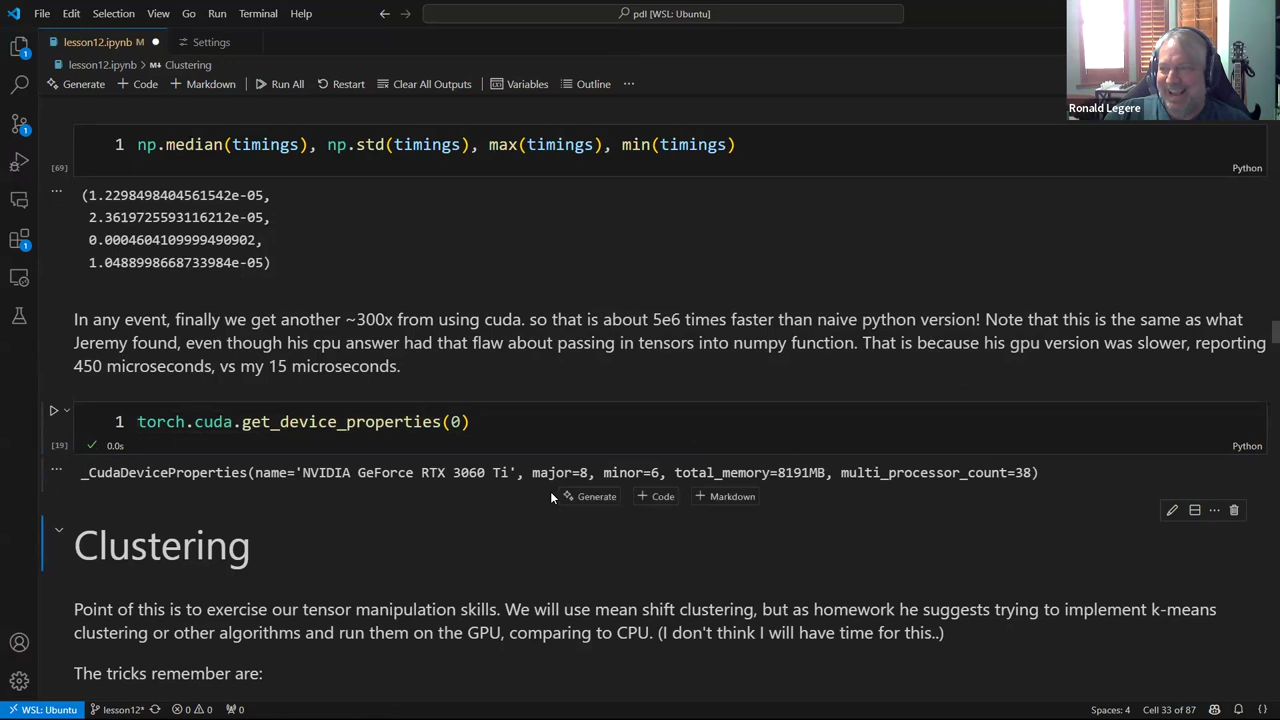 File Edit Selection View Go Run Terminal Help
pdl [WSL: Ubuntu]
lesson12.ipynb M
Settings
lesson12.ipynb > Clustering
Generate + Code + Markdown Run All Restart Clear All Outputs Variables Outline ...
Ronald Legere
1 np.median(timings), np.std(timings), max(timings), min(timings)
[69]
Python
(1.2298498404561542e-05,
2.3619725593116212e-05,
0.0004604109999490902,
1.0488998668733984e-05)
In any event, finally we get another ~300x from using cuda. so that is about 5e6 times faster than naive python version! Note that this is the same as what
Jeremy found, even though his cpu answer had that flaw about passing in tensors into numpy function. That is because his gpu version was slower, reporting
450 microseconds, vs my 15 microseconds.
1 torch.cuda.get_device_properties(0)
[19]
0.0s
Python
_CudaDeviceProperties(name='NVIDIA GeForce RTX 3060 Ti', major=8, minor=6, total_memory=8191MB, multi_processor_count=38)
Generate + Code + Markdown
Clustering
Point of this is to exercise our tensor manipulation skills. We will use mean shift clustering, but as homework he suggests trying to implement k-means
clustering or other algorithms and run them on the GPU, comparing to CPU. (I don't think I will have time for this..)
The tricks remember are:
WSL: Ubuntu lesson12* 0 0 0 Spaces: 4 Cell 33 of 87